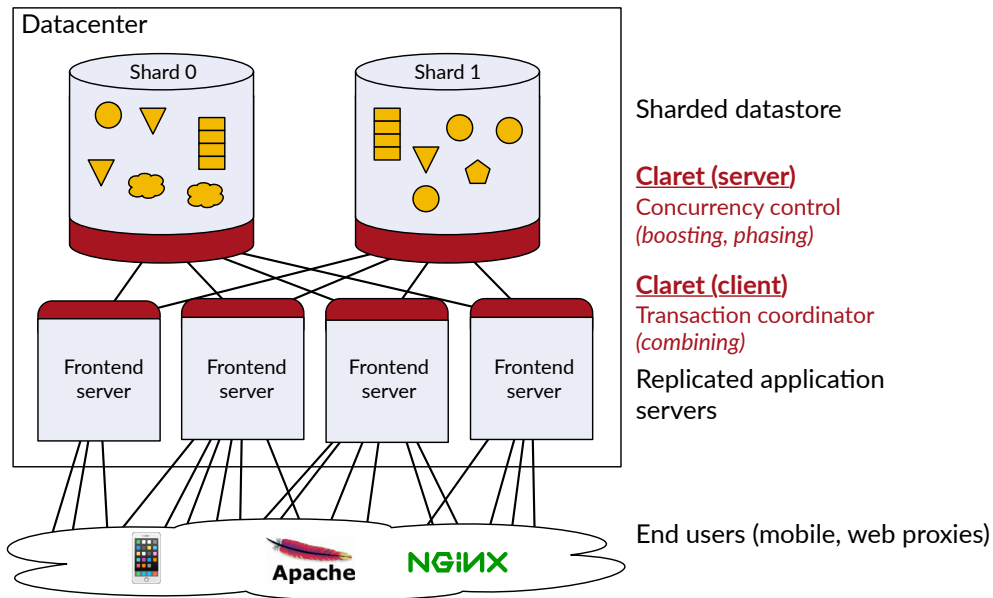 Datacenter
Shard 0
Shard 1
Sharded datastore
Claret (server)
Concurrency control
(boosting, phasing)
Claret (client)
Transaction coordinator
(combining)
Frontend
server
Frontend
server
Frontend
server
Frontend
server
Replicated application
servers
End users (mobile, web proxies)
Apache
NGiNX